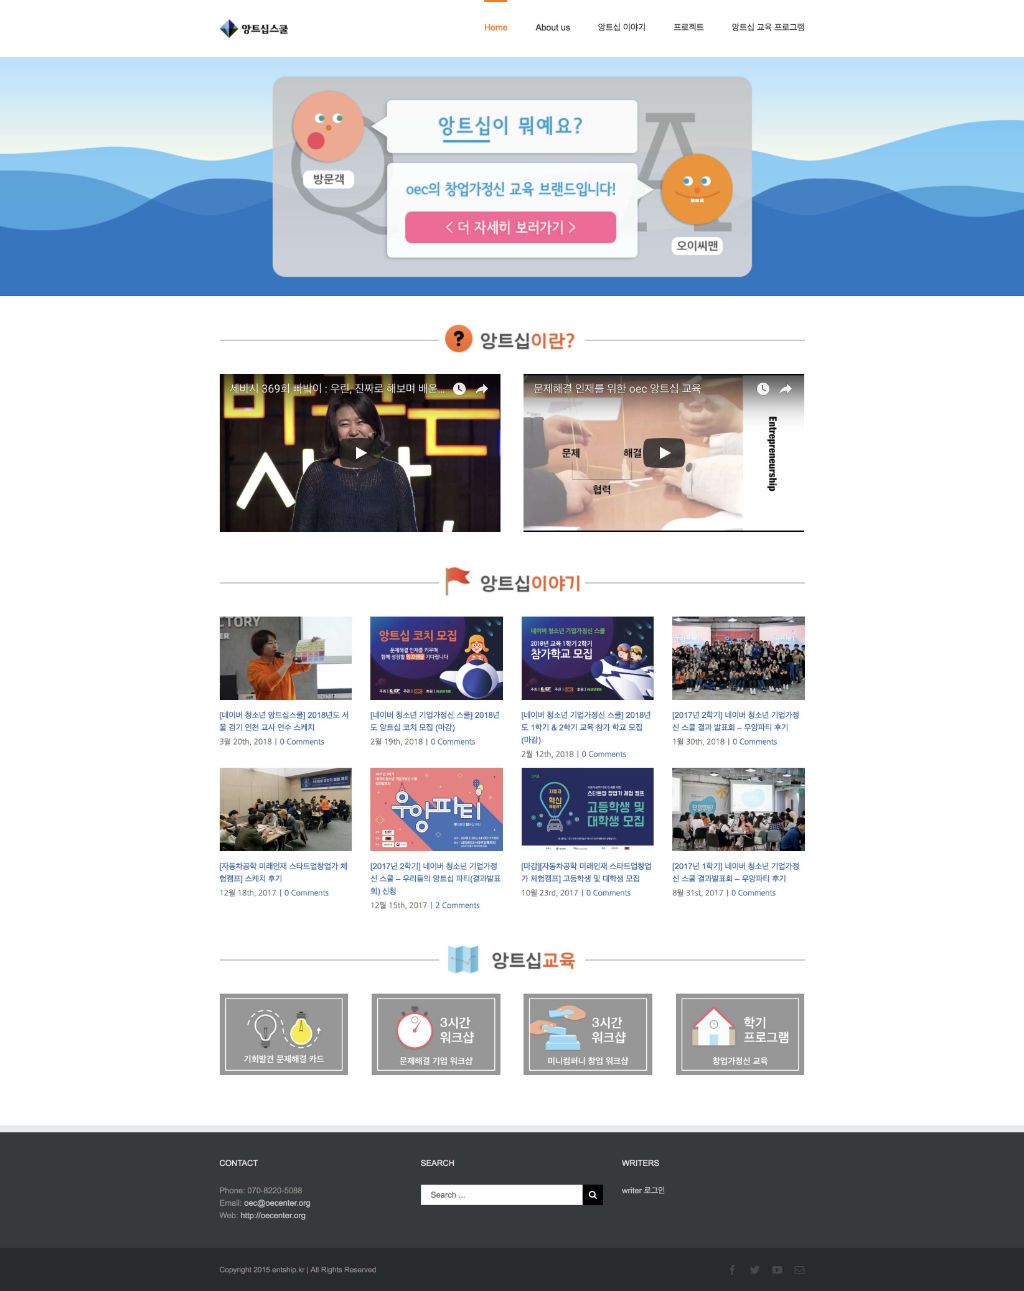 앙트십스쿨
Home
About us
앙트십 이야기
프로젝트
앙트십 교육 프로그램
앙트십이 뭐예요?
방문객
oec의 창업가정신 교육 브랜드입니다!
< 더 자세히 보러가기 >
오이씨맨
? 앙트십이란?
세바시 369회 빠밖이 : 우린, 진짜로 해보며 배운...
문제해결 인재를 위한 oec 앙트십 교육
문제
해결
협력
Entrepreneurship
앙트십이야기
앙트십 코치 모집
문제해결 인재를 키우며
네이버 청소년 기업가정신 스쿨
2018년 교육 1학기 2학기
참가학교 모집
[네이버 청소년 앙트십스쿨] 2018년도 서
울 경기 인천 교사 연수 스케치
3월 20th, 2018 | 0 Comments
[네이버 청소년 기업가정신 스쿨] 2018년
도 앙트십 코치 모집 (마감)
2월 19th, 2018 | 0 Comments
[네이버 청소년 기업가정신 스쿨] 2018년
도 1학기 & 2학기 교육 참가 학교 모집
(마감)
2월 12th, 2018 | 0 Comments
[2017년 2학기] 네이버 청소년 기업가정
신 스쿨 결과 발표회 – 우앙파티 후기
1월 30th, 2018 | 0 Comments
우앙파티
고등학생 및
대학생 모집
[자동차공학 미래인재 스타트업창업가 체
험캠프] 스케치 후기
12월 18th, 2017 | 0 Comments
[2017년 2학기] 네이버 청소년 기업가정
신 스쿨 – 우리들의 앙트십 파티(결과발표
회) 신청
12월 15th, 2017 | 2 Comments
[마감][자동차공학 미래인재 스타트업창업
가 체험캠프] 고등학생 및 대학생 모집
10월 23rd, 2017 | 0 Comments
[2017년 1학기] 네이버 청소년 기업가정
신 스쿨 결과발표회 – 우앙파티 후기
8월 31st, 2017 | 0 Comments
앙트십교육
기회발견 문제해결 카드
3시간
워크샵
문제해결 기업 워크샵
3시간
워크샵
미니컴퍼니 창업 워크샵
학기
프로그램
창업가정신 교육
CONTACT
Phone: 070-8220-5088
Email: oec@oecenter.org
Web: http://oecenter.org
SEARCH
Search ...
WRITERS
writer 로그인
Copyright 2015 entship.kr | All Rights Reserved